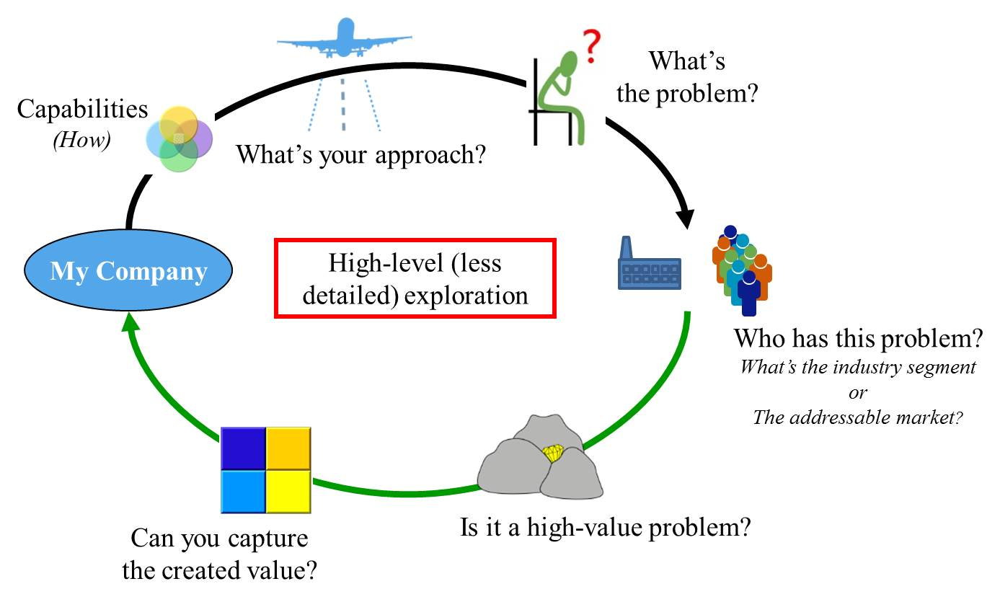 ?
What’s
the problem?
Capabilities
(How)
What’s your approach?
My Company
High-level (less
detailed) exploration
Who has this problem?
What’s the industry segment
or
The addressable market?
Is it a high-value problem?
Can you capture
the created value?